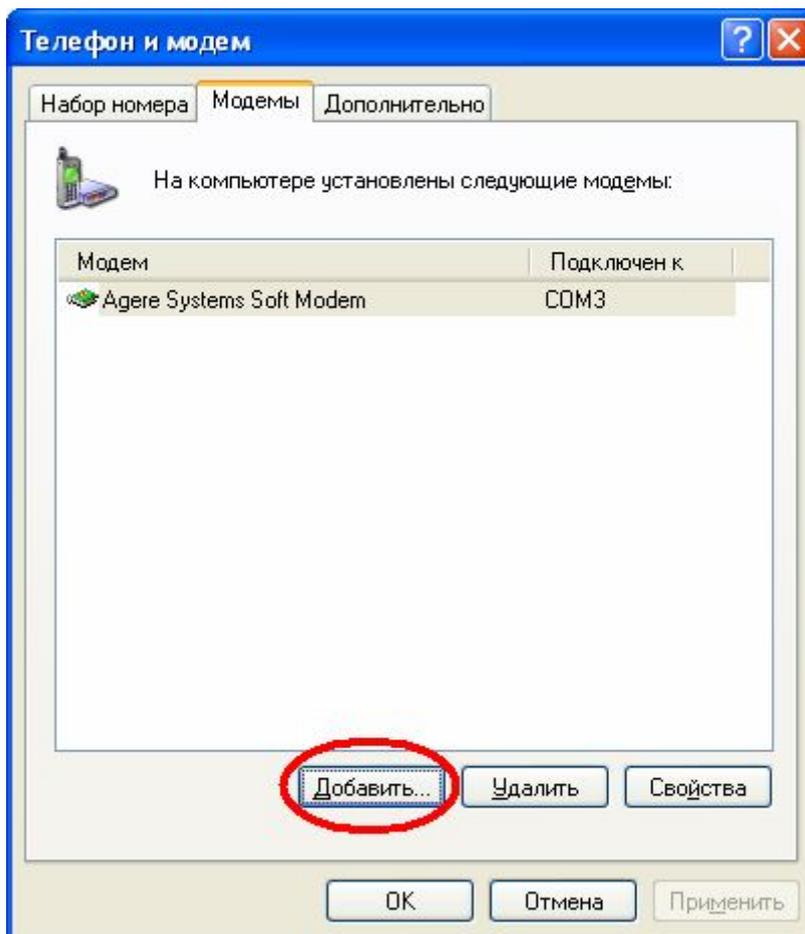 Телефон и модем
Набор номера Модемы Дополнительно
На компьютере установлены следующие модемы:
Модем Подключен к
Agere Systems Soft Modem COM3
Добавить... Удалить Свойства
OK Отмена Применить